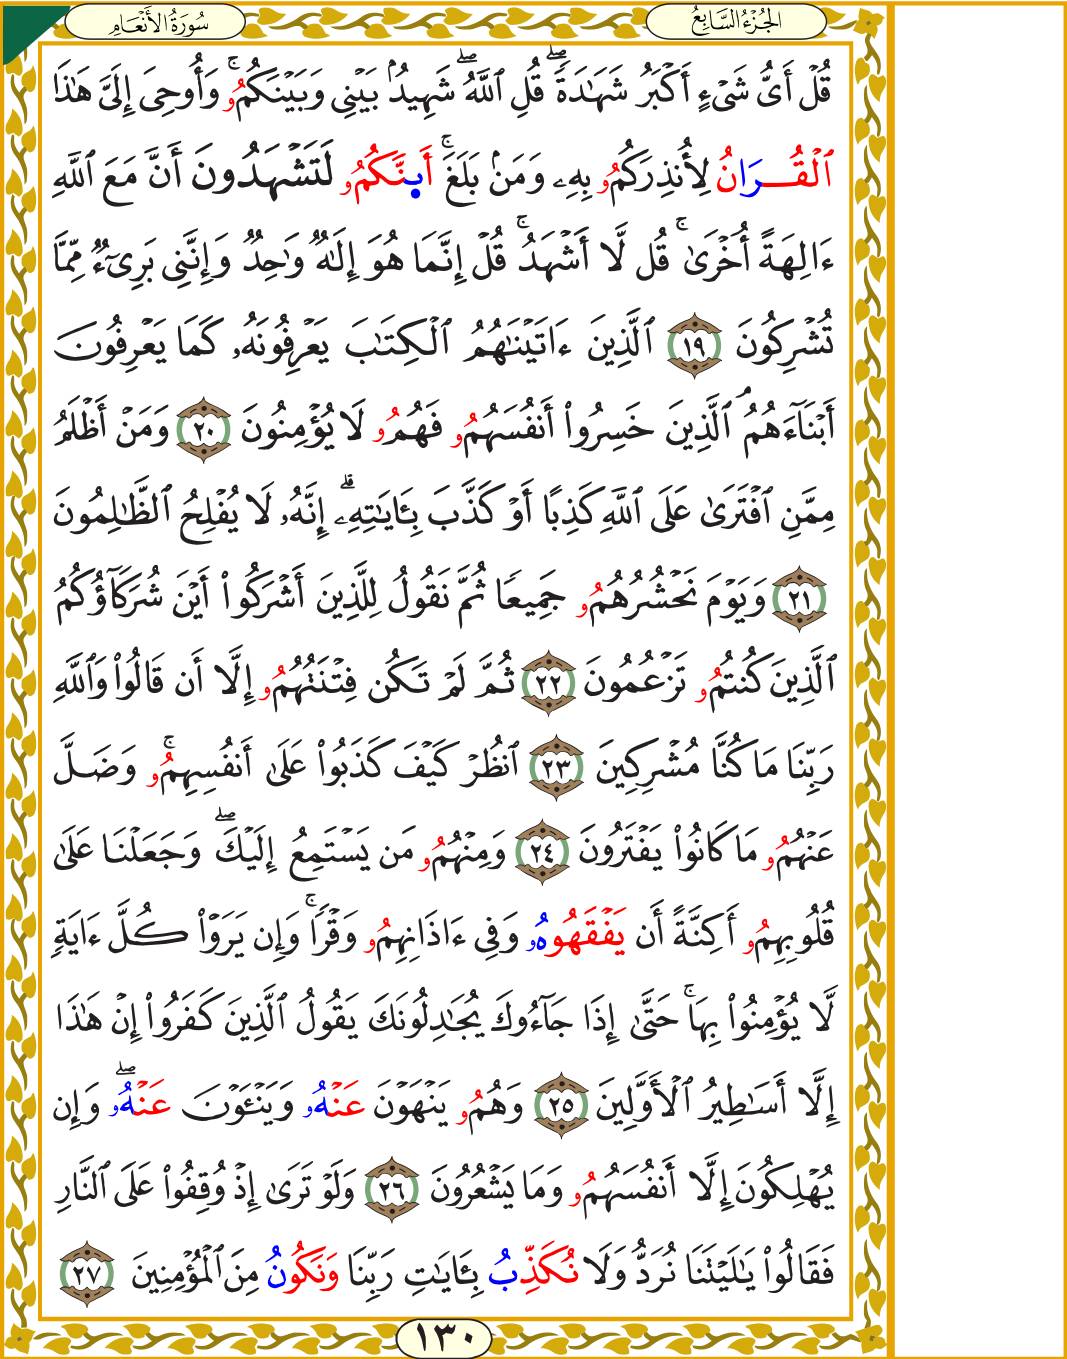 سُورَةُ الأَنْعَامِ
الجُزْءُ السَّابِعُ
قُلْ أَىُّ شَىْءٍ أَكْبَرُ شَهَٰدَةًۖ قُلِ ٱللَّهُۖ شَهِيدُۢ بَيْنِى وَبَيْنَكُمُۥۚ وَأُوحِىَ إِلَىَّ هَٰذَا
ٱلْقُرَانُ لِأُنذِرَكُمُۥ بِهِۦ وَمَنۢ بَلَغَۚ أَىِٕنَّكُمُۥ لَتَشْهَدُونَ أَنَّ مَعَ ٱللَّهِ
ءَالِهَةً أُخْرَىٰۚ قُل لَّا أَشْهَدُۚ قُلْ إِنَّمَا هُوَ إِلَٰهٌ وَٰحِدٌ وَإِنَّنِى بَرِىٓءٌ مِّمَّا
تُشْرِكُونَ ١٩ ٱلَّذِينَ ءَاتَيْنَٰهُمُ ٱلْكِتَٰبَ يَعْرِفُونَهُۥ كَمَا يَعْرِفُونَ
أَبْنَآءَهُمُ ٱلَّذِينَ خَسِرُوا۟ أَنفُسَهُمُۥ فَهُمُۥ لَا يُؤْمِنُونَ ٢٠ وَمَنْ أَظْلَمُ
مِمَّنِ ٱفْتَرَىٰ عَلَى ٱللَّهِ كَذِبًا أَوْ كَذَّبَ بِـَٔايَٰتِهِۦۗ إِنَّهُۥ لَا يُفْلِحُ ٱلظَّٰلِمُونَ
٢١ وَيَوْمَ نَحْشُرُهُمُۥ جَمِيعًا ثُمَّ نَقُولُ لِلَّذِينَ أَشْرَكُوا۟ أَيْنَ شُرَكَآؤُكُمُ
ٱلَّذِينَ كُنتُمُۥ تَزْعُمُونَ ٢٢ ثُمَّ لَمْ تَكُن فِتْنَتُهُمُۥ إِلَّا أَن قَالُوا۟ وَٱللَّهِ
رَبِّنَا مَا كُنَّا مُشْرِكِينَ ٢٣ ٱنظُرْ كَيْفَ كَذَبُوا۟ عَلَىٰ أَنفُسِهِمُۥۚ وَضَلَّ
عَنْهُمُۥ مَا كَانُوا۟ يَفْتَرُونَ ٢٤ وَمِنْهُمُۥ مَن يَسْتَمِعُ إِلَيْكَۖ وَجَعَلْنَا عَلَىٰ
قُلُوبِهِمُۥ أَكِنَّةً أَن يَفْقَهُوهُۥ وَفِى ءَاذَانِهِمُۥ وَقْرًاۚ وَإِن يَرَوْا۟ كُلَّ ءَايَةٍ
لَّا يُؤْمِنُوا۟ بِهَاۚ حَتَّىٰ إِذَا جَآءُوكَ يُجَٰدِلُونَكَ يَقُولُ ٱلَّذِينَ كَفَرُوا۟ إِنْ هَٰذَا
إِلَّا أَسَٰطِيرُ ٱلْأَوَّلِينَ ٢٥ وَهُمُۥ يَنْهَوْنَ عَنْهُۥ وَيَنْـَٔوْنَ عَنْهُۥۖ وَإِن
يُهْلِكُونَ إِلَّا أَنفُسَهُمُۥ وَمَا يَشْعُرُونَ ٢٦ وَلَوْ تَرَىٰ إِذْ وُقِفُوا۟ عَلَى ٱلنَّارِ
فَقَالُوا۟ يَٰلَيْتَنَا نُرَدُّ وَلَا نُكَذِّبُ بِـَٔايَٰتِ رَبِّنَا وَنَكُونُ مِنَ ٱلْمُؤْمِنِينَ ٢٧
١٣٠